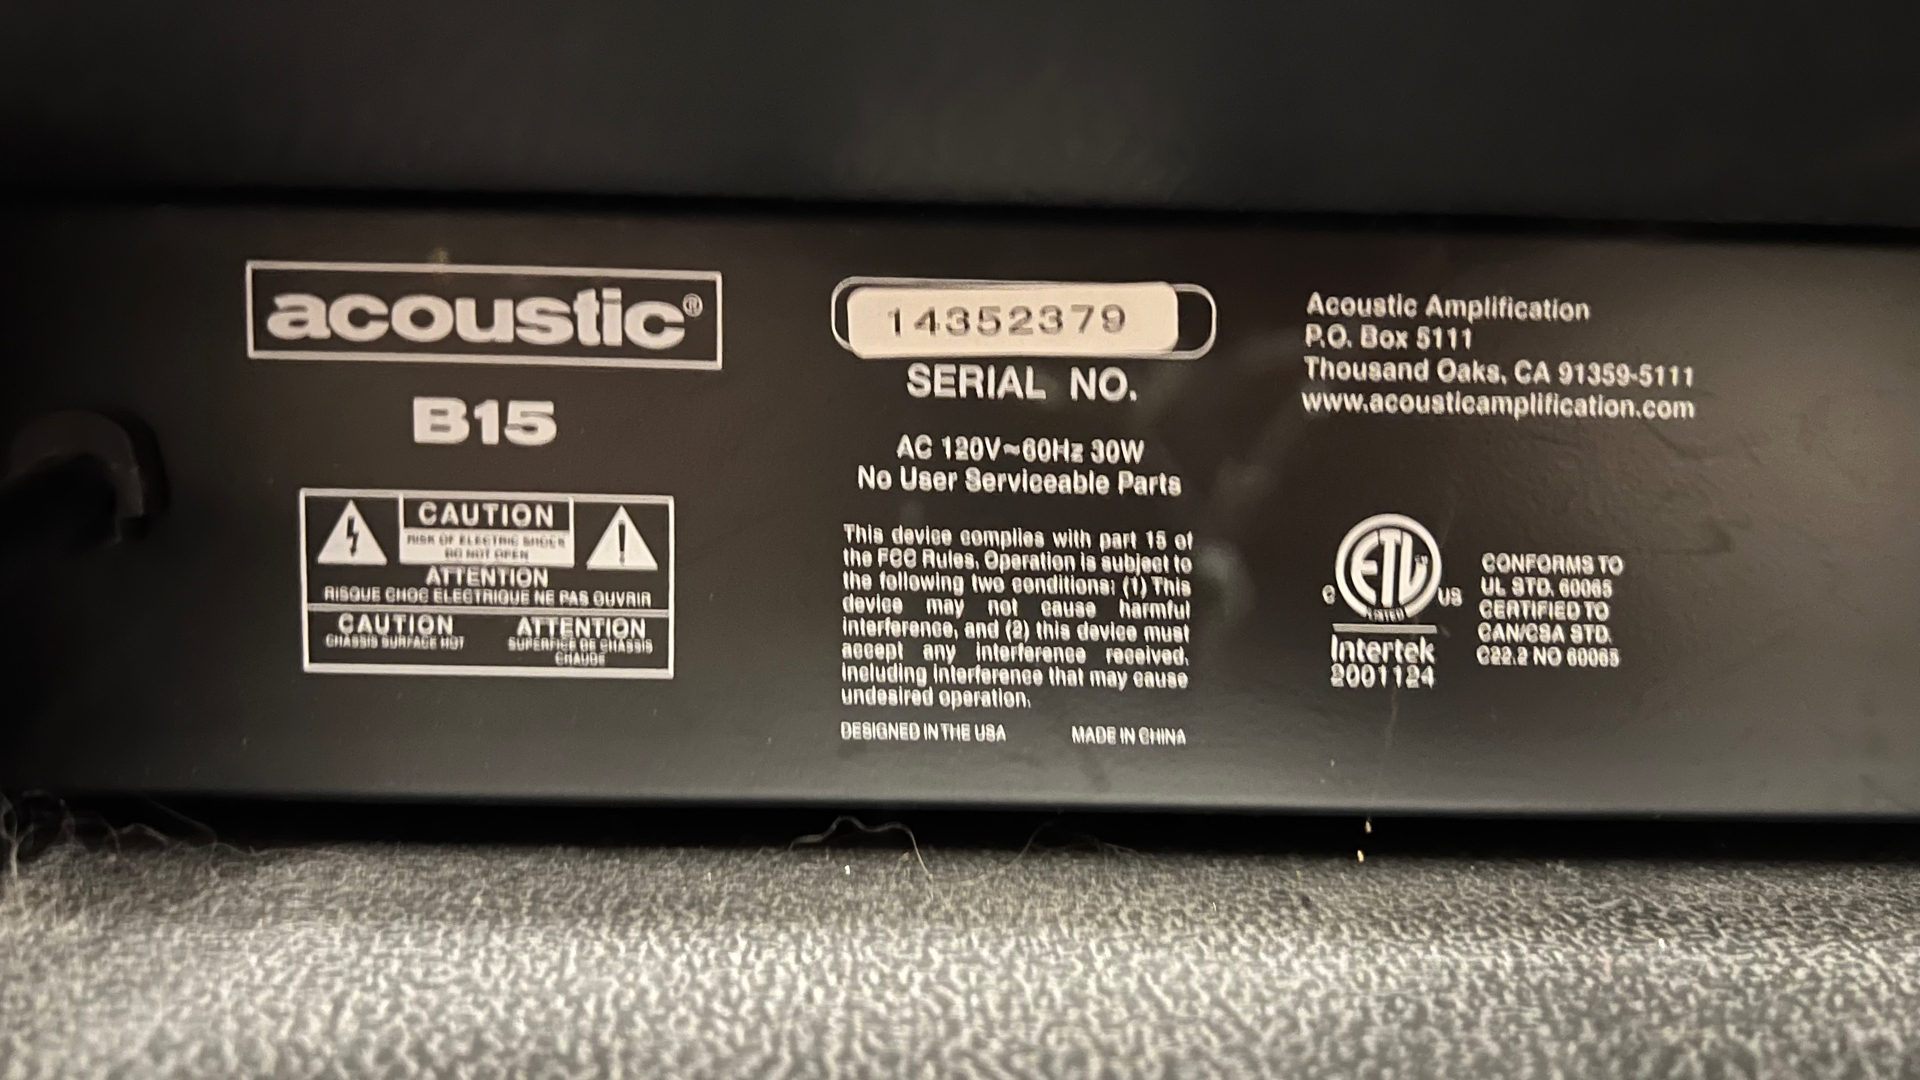 acoustic®
B15
CAUTION
RISK OF ELECTRIC SHOCK
DO NOT OPEN
ATTENTION
RISQUE CHOC ELECTRIQUE NE PAS OUVRIR
CAUTION
CHASSIS SURFACE HOT
ATTENTION
SUPERFICE DE CHASSIS
CHAUDE
14352379
SERIAL NO.
AC 120V~60Hz 30W
No User Serviceable Parts
This device complies with part 15 of
the FCC Rules. Operation is subject to
the following two conditions: (1) This
device may not cause harmful
interference, and (2) this device must
accept any interference received,
including interference that may cause
undesired operation.
DESIGNED IN THE USA MADE IN CHINA
Acoustic Amplification
P.O. Box 5111
Thousand Oaks, CA 91359-5111
www.acousticamplification.com
C ETL US
LISTED
Intertek
2001124
CONFORMS TO
UL STD. 60065
CERTIFIED TO
CAN/CSA STD.
C22.2 NO 60065